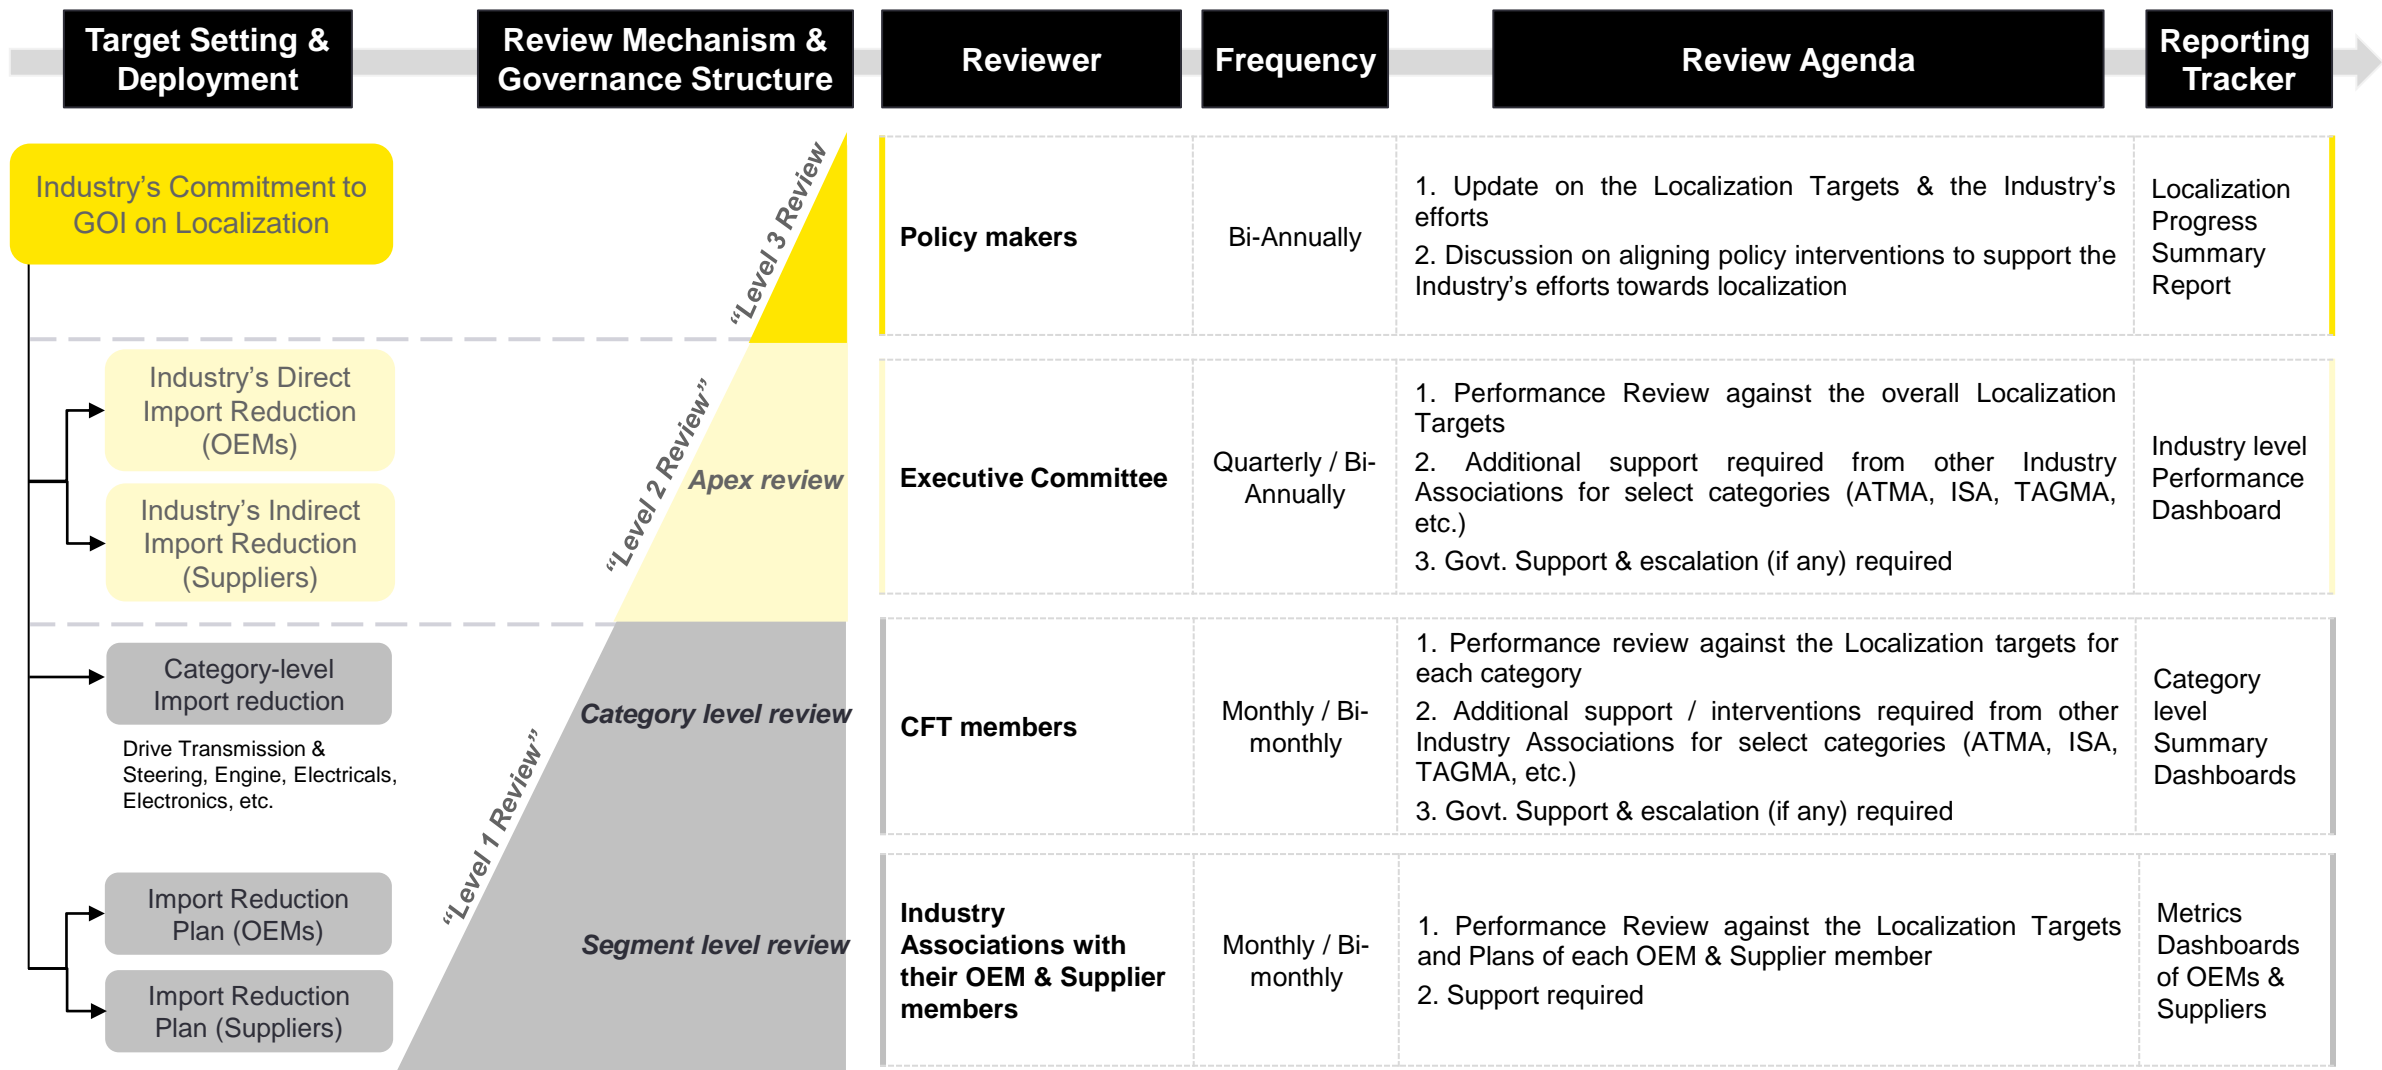 Target Setting &
Deployment
Review Mechanism &
Governance Structure
Reviewer
Frequency
Review Agenda
Reporting
Tracker
Industry’s Commitment to
GOI on Localization
“Level 3 Review
Policy makers
Bi-Annually
1. Update on the Localization Targets & the Industry’s
efforts
2. Discussion on aligning policy interventions to support the
Industry’s efforts towards localization
Localization
Progress
Summary
Report
Industry’s Direct
Import Reduction
(OEMs)
Industry’s Indirect
Import Reduction
(Suppliers)
“Level 2 Review”
Apex review
Executive Committee
Quarterly / Bi-
Annually
1. Performance Review against the overall Localization
Targets
2. Additional support required from other Industry
Associations for select categories (ATMA, ISA, TAGMA,
etc.)
3. Govt. Support & escalation (if any) required
Industry level
Performance
Dashboard
Category-level
Import reduction
Drive Transmission &
Steering, Engine, Electricals,
Electronics, etc.
“Level 1 Review”
Category level review
CFT members
Monthly / Bi-
monthly
1. Performance review against the Localization targets for
each category
2. Additional support / interventions required from other
Industry Associations for select categories (ATMA, ISA,
TAGMA, etc.)
3. Govt. Support & escalation (if any) required
Category
level
Summary
Dashboards
Import Reduction
Plan (OEMs)
Import Reduction
Plan (Suppliers)
Segment level review
Industry
Associations with
their OEM & Supplier
members
Monthly / Bi-
monthly
1. Performance Review against the Localization Targets
and Plans of each OEM & Supplier member
2. Support required
Metrics
Dashboards
of OEMs &
Suppliers